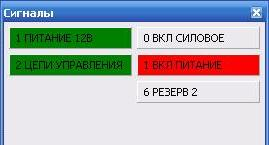 Сигналы
1 ПИТАНИЕ 12В
0 ВКЛ СИЛОВОЕ
2 ЦЕПИ УПРАВЛЕНИЯ
1 ВКЛ ПИТАНИЕ
6 РЕЗЕРВ 2